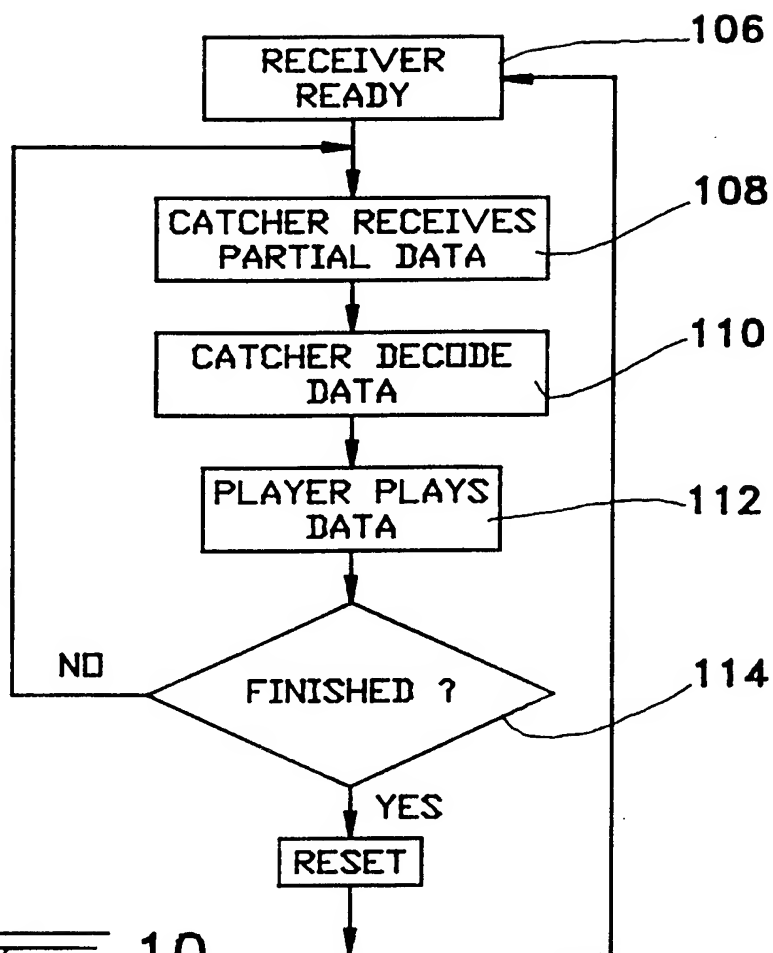 106
RECEIVER
READY
108
CATCHER RECEIVES
PARTIAL DATA
110
CATCHER DECODE
DATA
112
PLAYER PLAYS
DATA
114
FINISHED ?
NO
YES
RESET
10